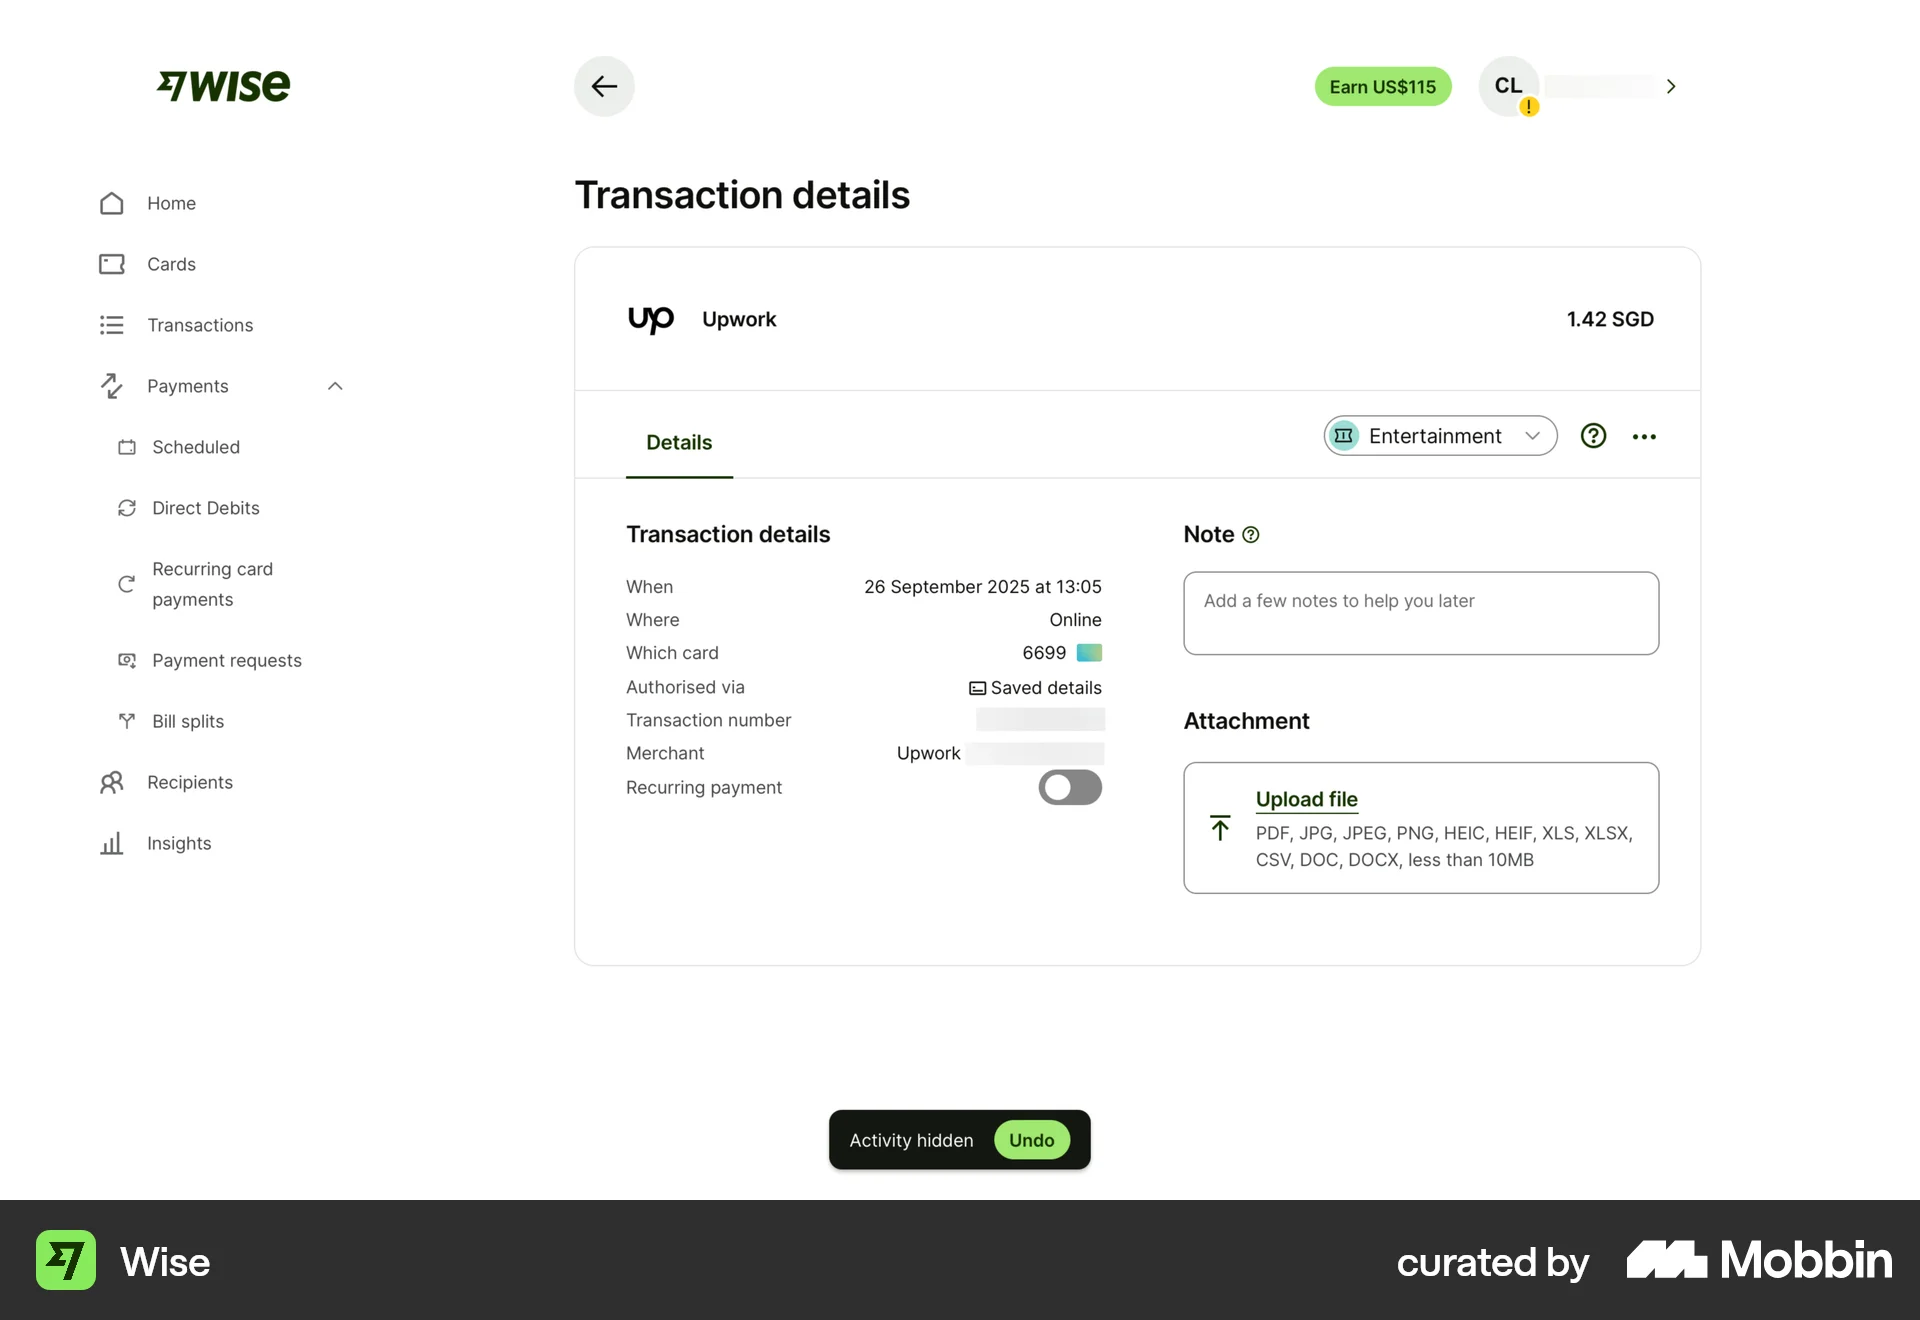 WISE
Earn US$115
CL
Home
Cards
Transactions
Payments
Scheduled
Direct Debits
Recurring card
payments
Payment requests
Bill splits
Recipients
Insights
Transaction details
up
Upwork
1.42 SGD
Details
Entertainment
Transaction details
When
26 September 2025 at 13:05
Where
Online
Which card
6699
Authorised via
Saved details
Transaction number
Merchant
Upwork
Recurring payment
Note
Add a few notes to help you later
Attachment
Upload file
PDF, JPG, JPEG, PNG, HEIC, HEIF, XLS, XLSX,
CSV, DOC, DOCX, less than 10MB
Activity hidden
Undo
Wise
curated by
Mobbin